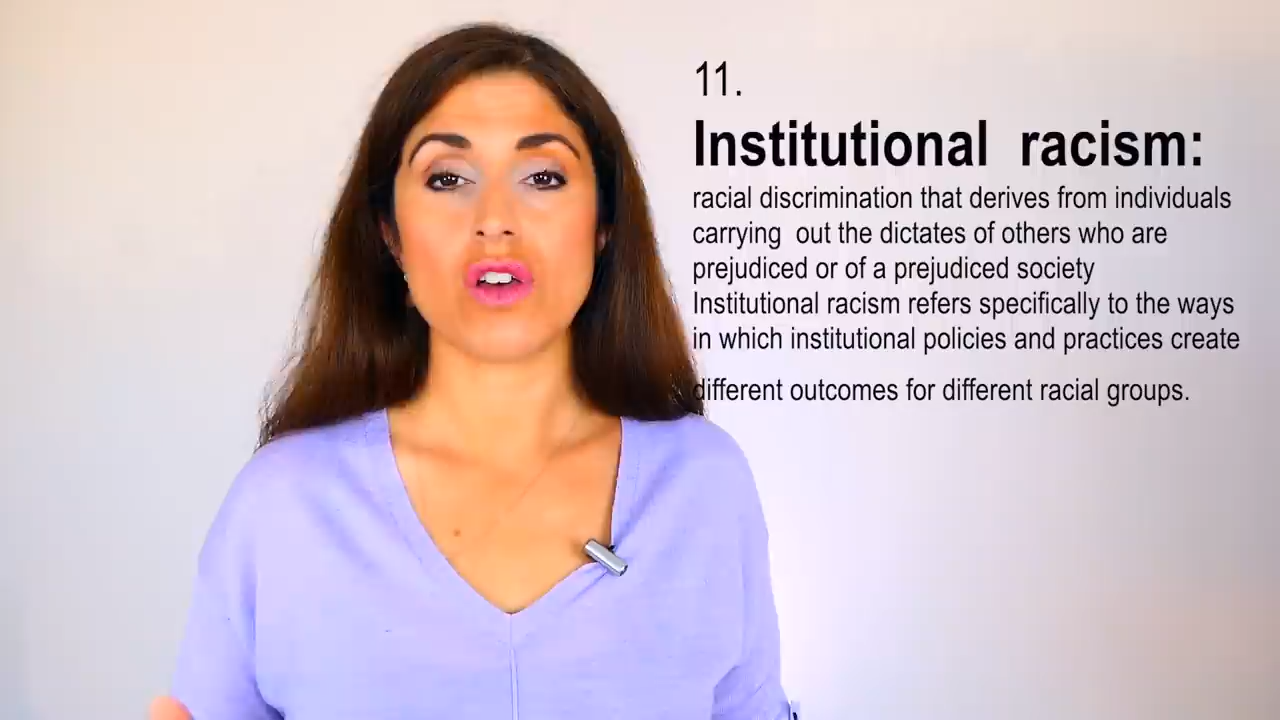 11.
Institutional racism:
racial discrimination that derives from individuals
carrying out the dictates of others who are
prejudiced or of a prejudiced society
Institutional racism refers specifically to the ways
in which institutional policies and practices create
different outcomes for different racial groups.